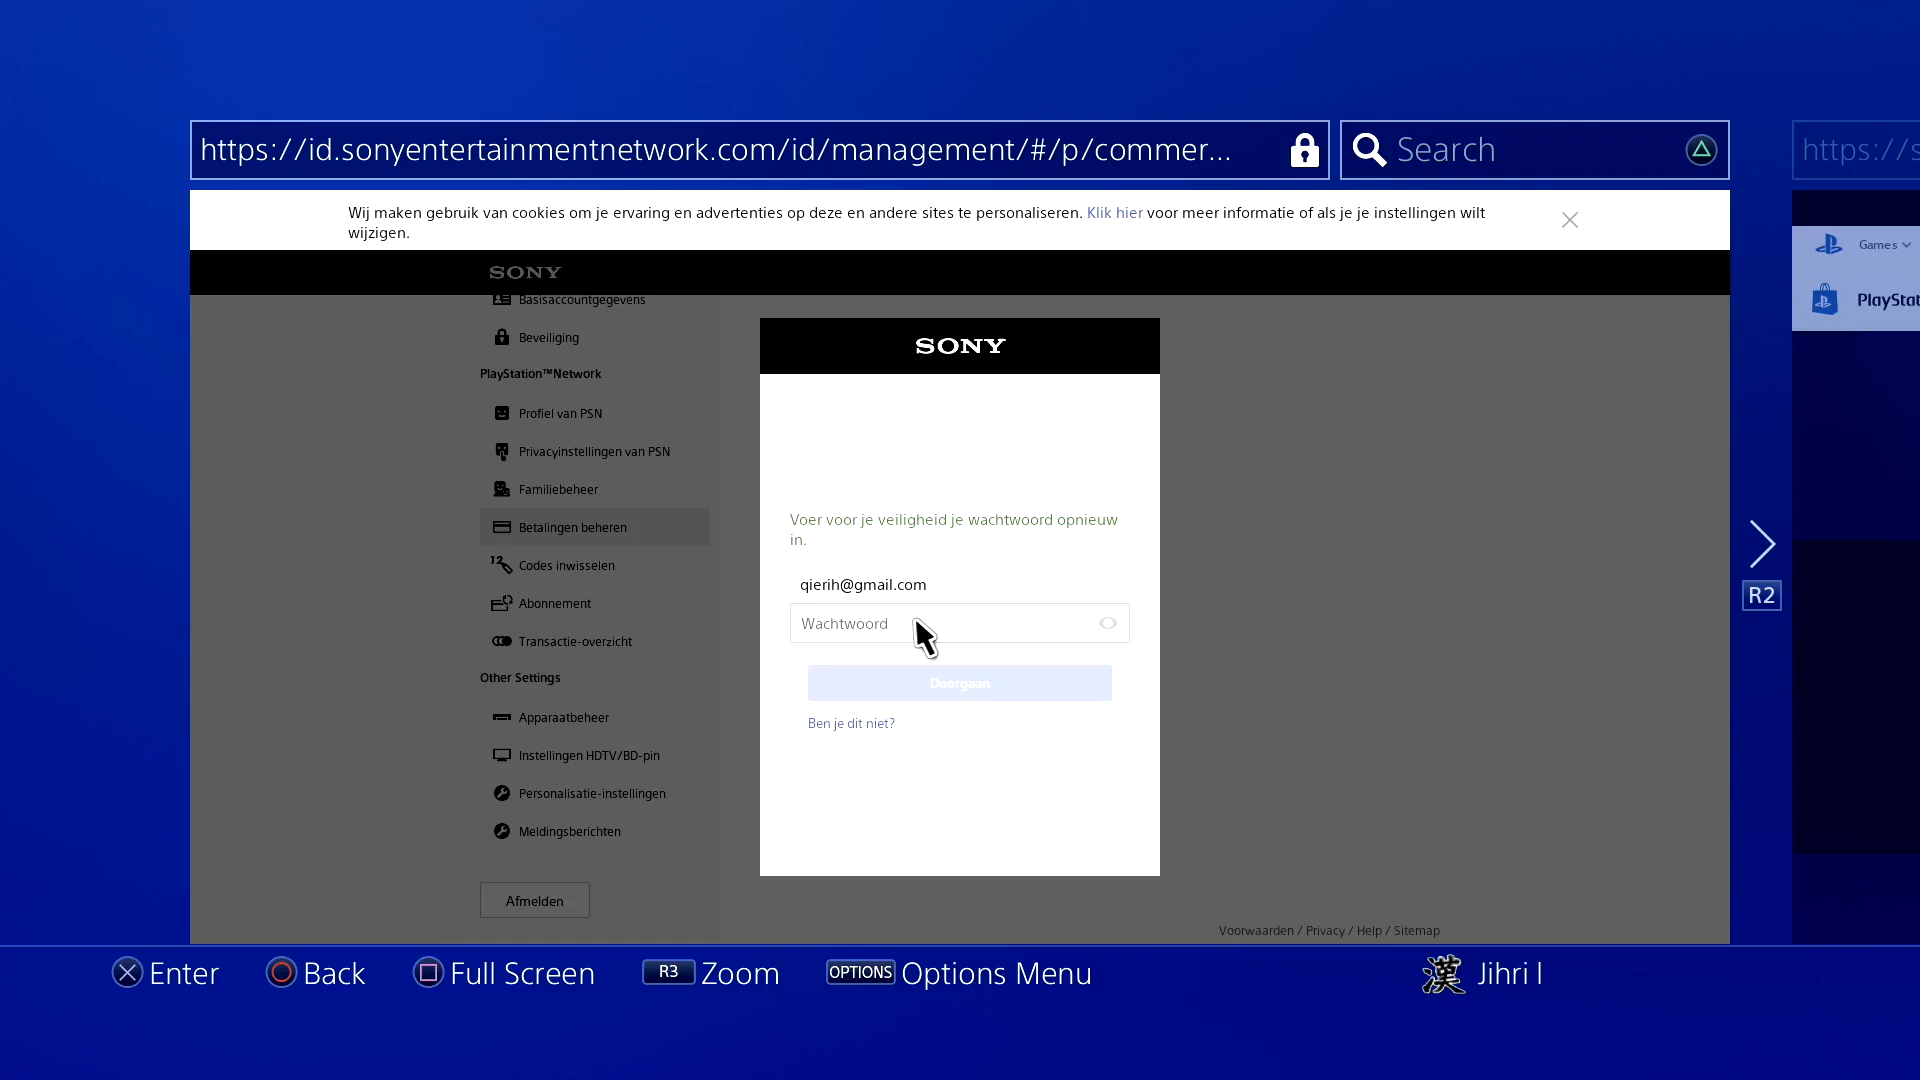 https://id.sonyentertainmentnetwork.com/id/management/#/p/commer...
Search
https://s
Wij maken gebruik van cookies om je ervaring en advertenties op deze en andere sites te personaliseren. Klik hier voor meer informatie of als je je instellingen wilt
wijzigen.
SONY
Games
PlayStat
Basisaccountgegevens
Beveiliging
PlayStation™Network
Profiel van PSN
Privacyinstellingen van PSN
Familiebeheer
Betalingen beheren
Codes inwisselen
Abonnement
Transactie-overzicht
Other Settings
Apparaatbeheer
Instellingen HDTV/BD-pin
Personalisatie-instellingen
Meldingsberichten
Afmelden
SONY
Voer voor je veiligheid je wachtwoord opnieuw
in.
qierih@gmail.com
Wachtwoord
Doorgaan
Ben je dit niet?
R2
Voorwaarden / Privacy / Help / Sitemap
Enter
Back
Full Screen
R3 Zoom
OPTIONS Options Menu
漢 Jihri l